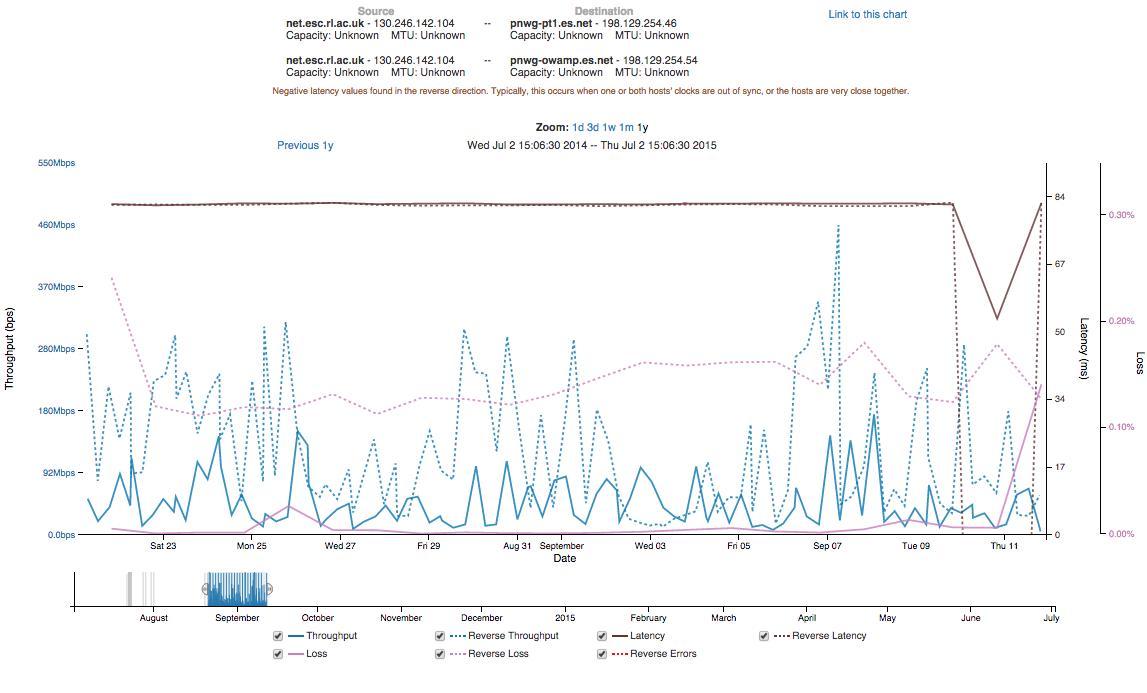 Source Destination
net.esc.rl.ac.uk - 130.246.142.104 -- pnwg-pt1.es.net - 198.129.254.46
Link to this chart
Capacity: Unknown MTU: Unknown Capacity: Unknown MTU: Unknown
net.esc.rl.ac.uk - 130.246.142.104 -- pnwg-owamp.es.net - 198.129.254.54
Capacity: Unknown MTU: Unknown Capacity: Unknown MTU: Unknown
Negative latency values found in the reverse direction. Typically, this occurs when one or both hosts' clocks are out of sync, or the hosts are very close together.
Zoom: 1d 3d 1w 1m 1y
Previous 1y Wed Jul 2 15:06:30 2014 -- Thu Jul 2 15:06:30 2015
Throughput (bps)
550Mbps
460Mbps
370Mbps
280Mbps
180Mbps
92Mbps
0.0bps
84
67
50
34
17
0
Latency (ms)
0.30%
0.20%
0.10%
0.00%
Loss
Sat 23 Mon 25 Wed 27 Fri 29 Aug 31 September Wed 03 Fri 05 Sep 07 Tue 09 Thu 11
Date
August September October November December 2015 February March April May June July
Throughput Reverse Throughput Latency Reverse Latency
Loss Reverse Loss Reverse Errors